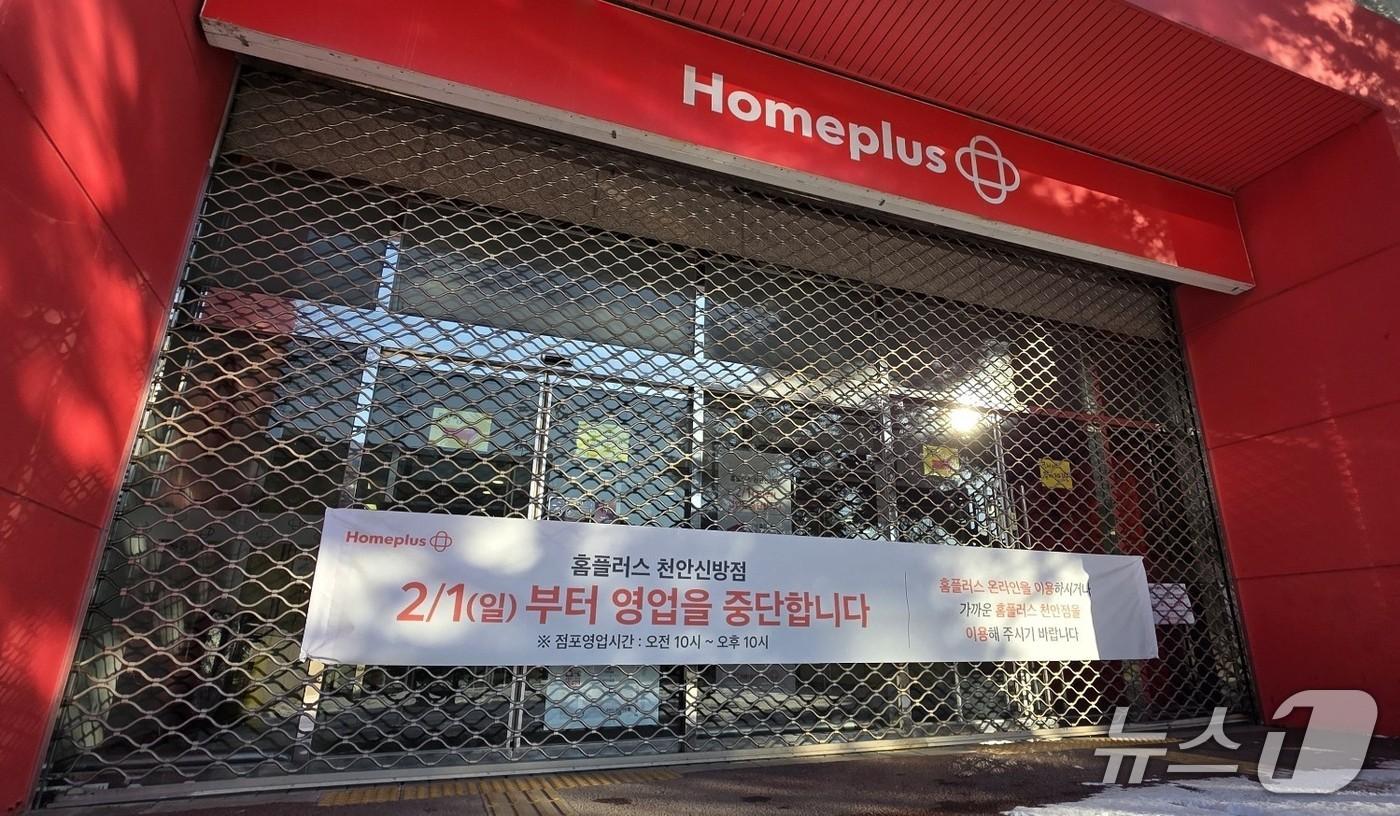 Homeplus
Homeplus
홈플러스 천안신방점
2/1(일) 부터 영업을 중단합니다
※ 점포영업시간 : 오전 10시 ~ 오후 10시
홈플러스 온라인을 이용하시거나
가까운 홈플러스 천안점을
이용해 주시기 바랍니다
뉴스1